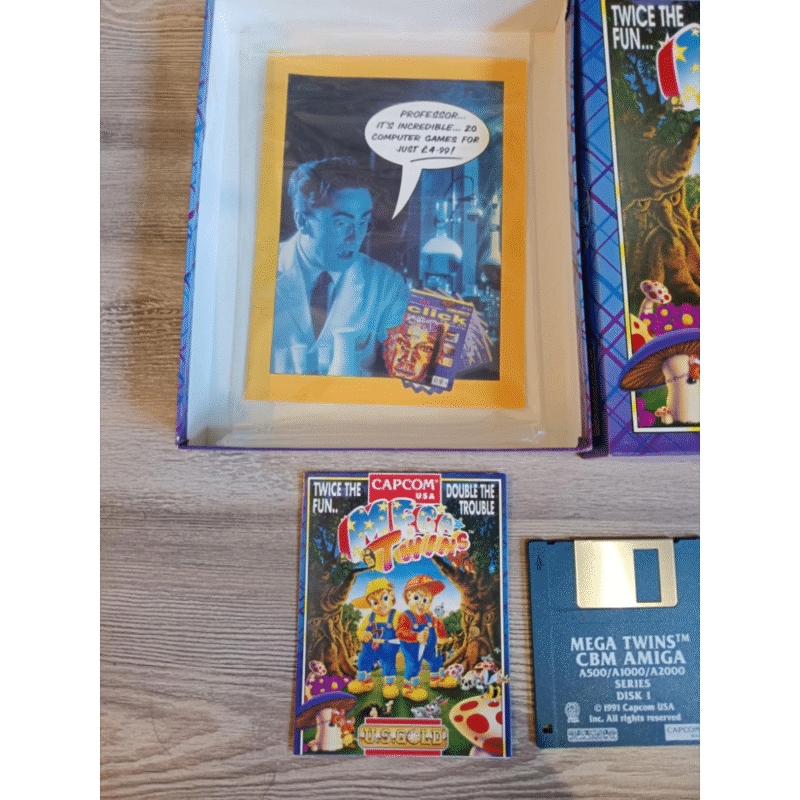 PROFESSOR...
IT'S INCREDIBLE... 20
COMPUTER GAMES FOR
JUST £4.99!
click
TWICE THE
FUN...
CAPCOM
USA
TWICE THE
FUN..
DOUBLE THE
TROUBLE
MEGA
TWINS
U.S. GOLD
MEGA TWINS™
CBM AMIGA
A500/A1000/A2000
SERIES
DISK 1
© 1991 Capcom USA
Inc. All rights reserved
CAPCO